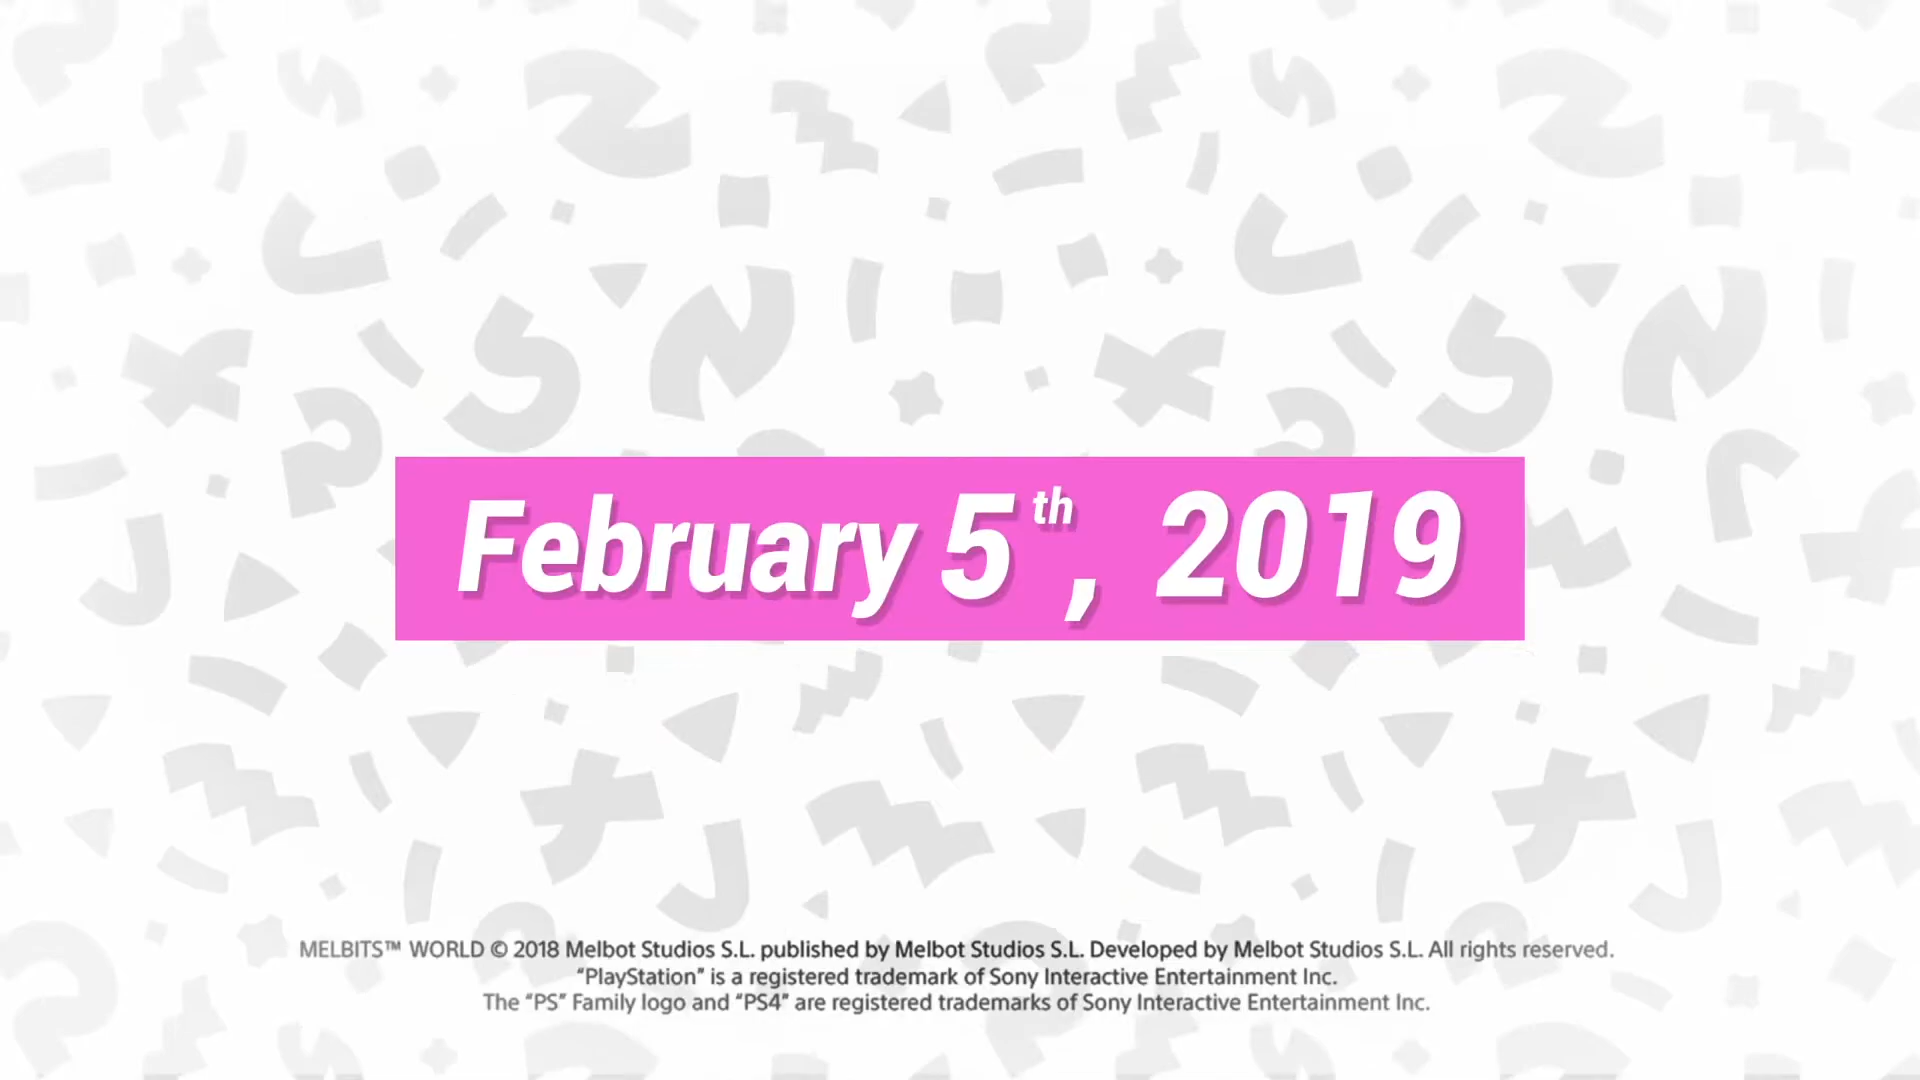 February 5th, 2019
MELBITS™ WORLD © 2018 Melbot Studios S.L. published by Melbot Studios S.L. Developed by Melbot Studios S.L. All rights reserved.
“PlayStation” is a registered trademark of Sony Interactive Entertainment Inc.
The “PS” Family logo and “PS4” are registered trademarks of Sony Interactive Entertainment Inc.